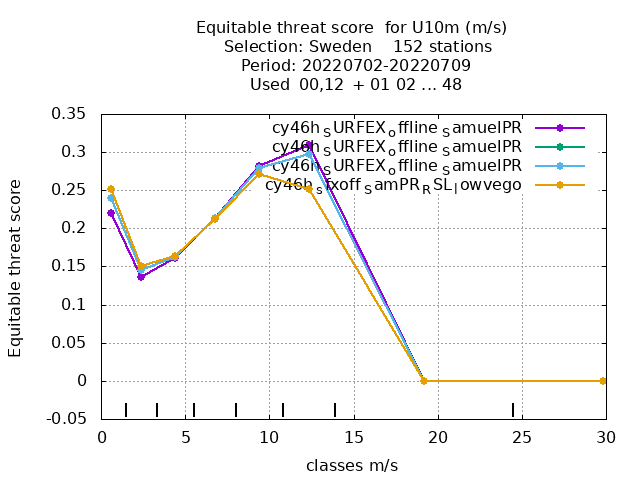 Equitable threat score  for U10m (m/s)
Selection: Sweden    152 stations
Period: 20220702-20220709
Used  00,12  + 01 02 ... 48
cy46h_SURFEX_offline_SamuelPR
cy46h_SURFEX_offline_SamuelPR
cy46h_SURFEX_offline_SamuelPR
cy46h_sfxoff_SamPR_RSL_lowvego
Equitable threat score
0.35
0.3
0.25
0.2
0.15
0.1
0.05
0
-0.05
0 5 10 15 20 25 30
classes m/s